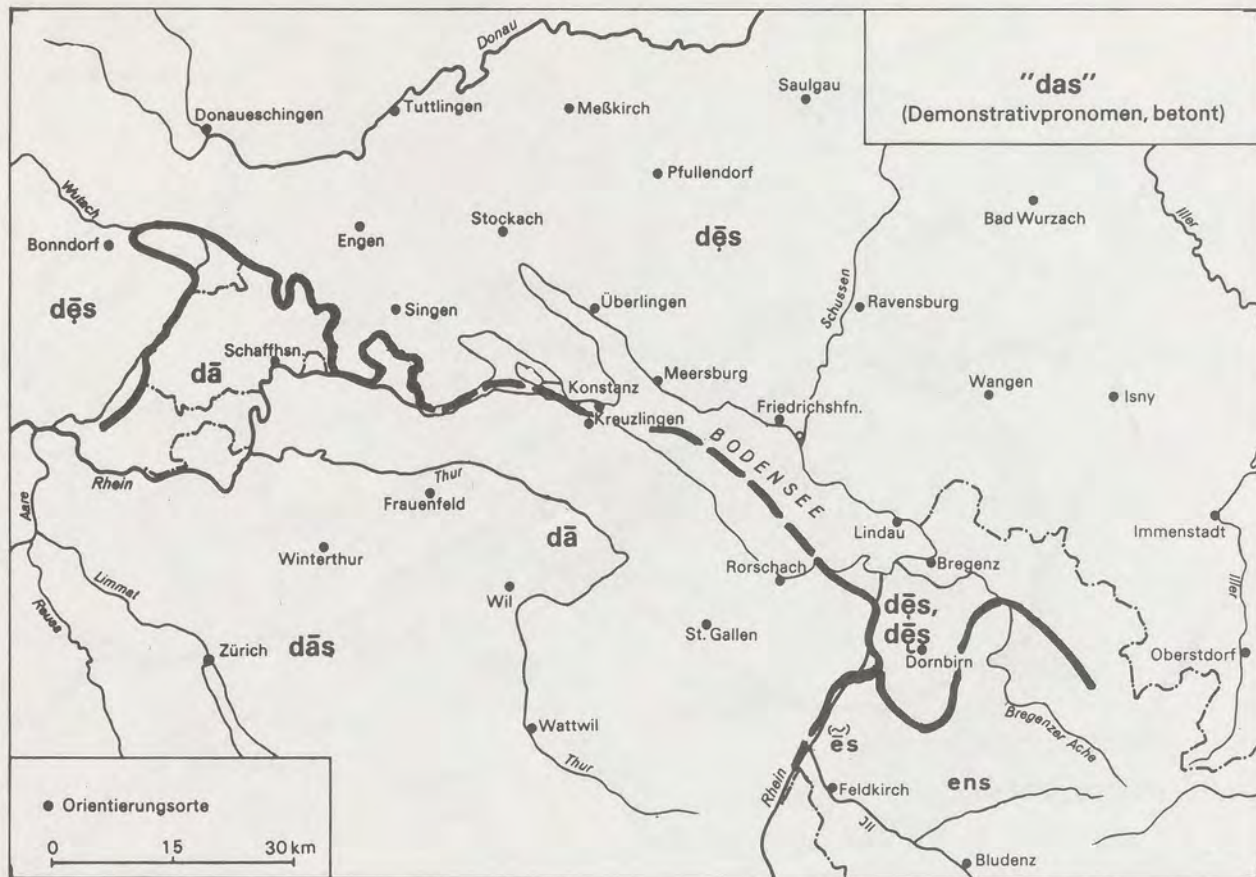 "das"
(Demonstrativpronomen, betont)
Donau
Saulgau
Tuttlingen
Meßkirch
Donaueschingen
Pfullendorf
Iller
Wutach
Bad Wurzach
Stockach
Engen
Bonndorf
dẹ̄s
dẹ̄s
Schussen
Überlingen
Ravensburg
Singen
Schaffhsn.
dā
Meersburg
Wangen
Isny
Konstanz
Friedrichshfn.
Kreuzlingen
BODENSEE
Rhein
Thur
Frauenfeld
Aare
Lindau
Immenstadt
dā
Winterthur
Bregenz
Rorschach
Limmat
Wil
Iller
Reuss
dę̄s,
dẹ̄s
St. Gallen
Zürich
dās
Dornbirn
Oberstdorf
Wattwil
Bregenzer Ache
(~)
ēs
Thur
Rhein
ens
Feldkirch
Jll
Bludenz
Orientierungsorte
0 15 30 km